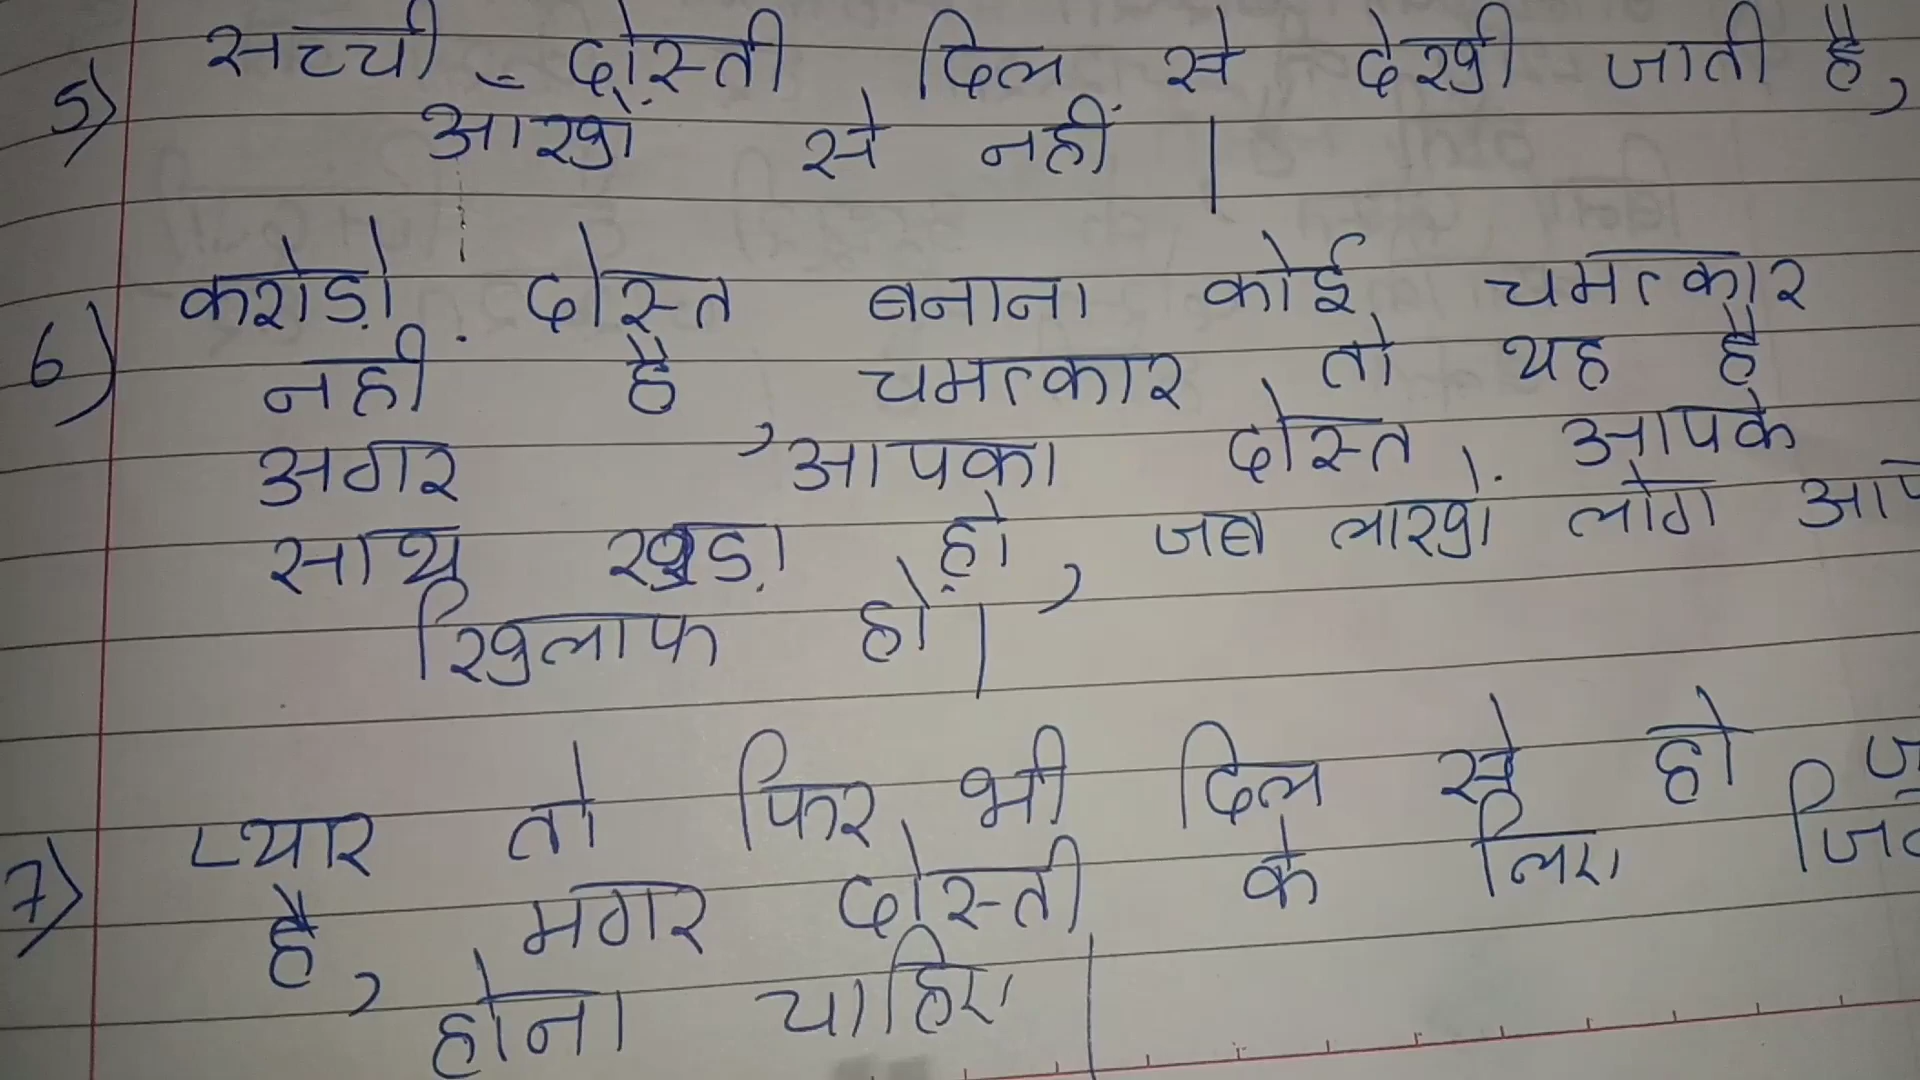 5) सच्ची - दोस्ती दिल से देखी जाती है,
आँखों से नहीं ।
6) करोड़ो दोस्त बनाना कोई चमत्कार
नही है चमत्कार तो यह है
अगर आपका दोस्त आपके
साथ खड़ा हो, जब लाखों लोग
खिलाफ हो ।
7) प्यार तो फिर भी दिल से हो
है, मगर दोस्ती के लिए
होना चाहिए ।